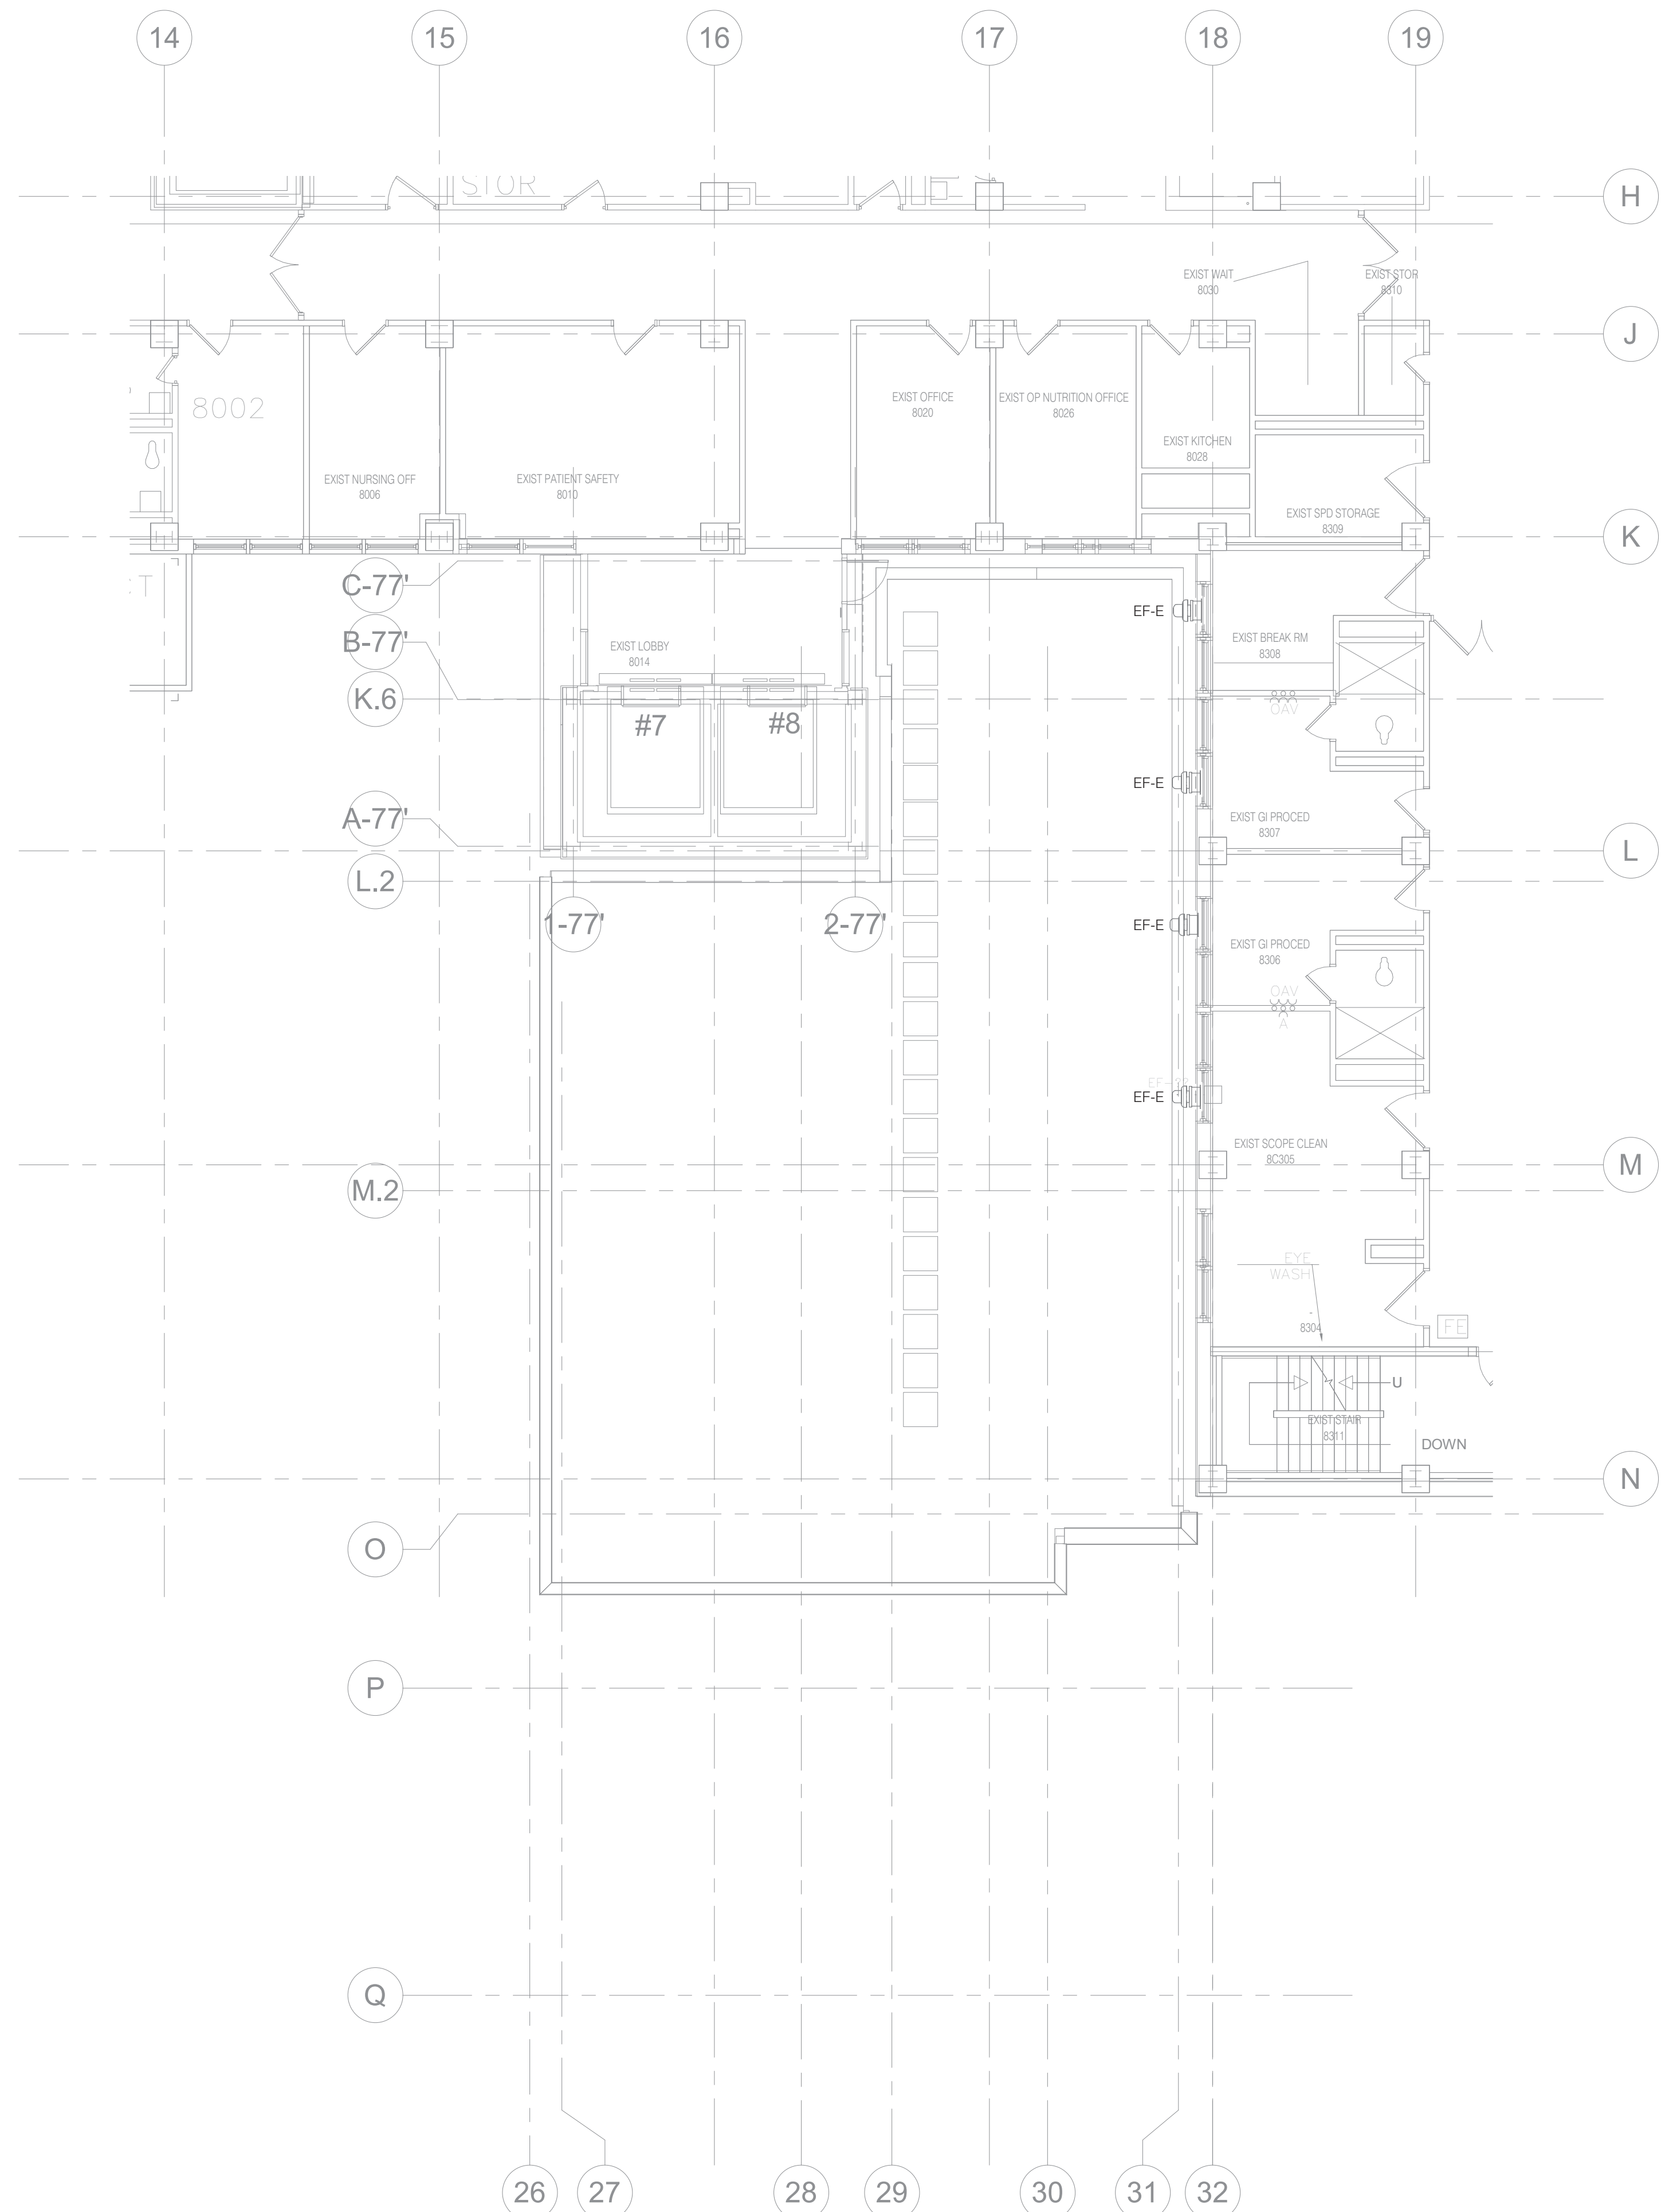 14
15
16
17
18
19
STOR
H
EXIST WAIT
8030
EXIST STOR
8310
J
8002
EXIST OFFICE
8020
EXIST OP NUTRITION OFFICE
8026
EXIST KITCHEN
8028
EXIST NURSING OFF
8006
EXIST PATIENT SAFETY
8010
EXIST SPD STORAGE
8309
K
C-77'
EF-E
B-77'
EXIST LOBBY
8014
EXIST BREAK RM
8308
K.6
OAV
#7
#8
EF-E
A-77'
EXIST GI PROCED
8307
L
L.2
1-77'
2-77'
EF-E
EXIST GI PROCED
8306
OAV
A
EF-E
EXIST SCOPE CLEAN
8C305
M
M.2
EYE
WASH
8304
FE
U
EXIST STAIR
8311
DOWN
N
O
P
Q
26
27
28
29
30
31
32